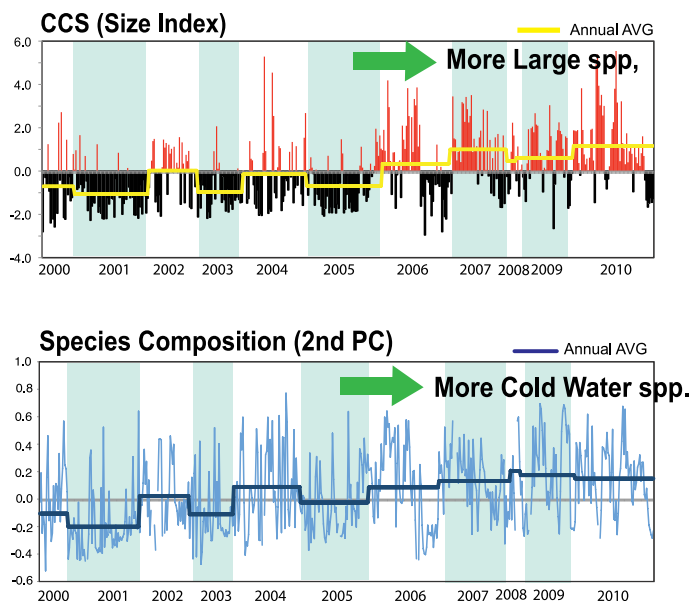 CCS (Size Index)
Annual AVG
More Large spp,
6.0
4.0
2.0
0.0
-2.0
-4.0
2000 2001 2002 2003 2004 2005 2006 2007 2008 2009 2010
Species Composition (2nd PC)
Annual AVG
More Cold Water spp.
1.0
0.8
0.6
0.4
0.2
0.0
-0.2
-0.4
-0.6
2000 2001 2002 2003 2004 2005 2006 2007 2008 2009 2010